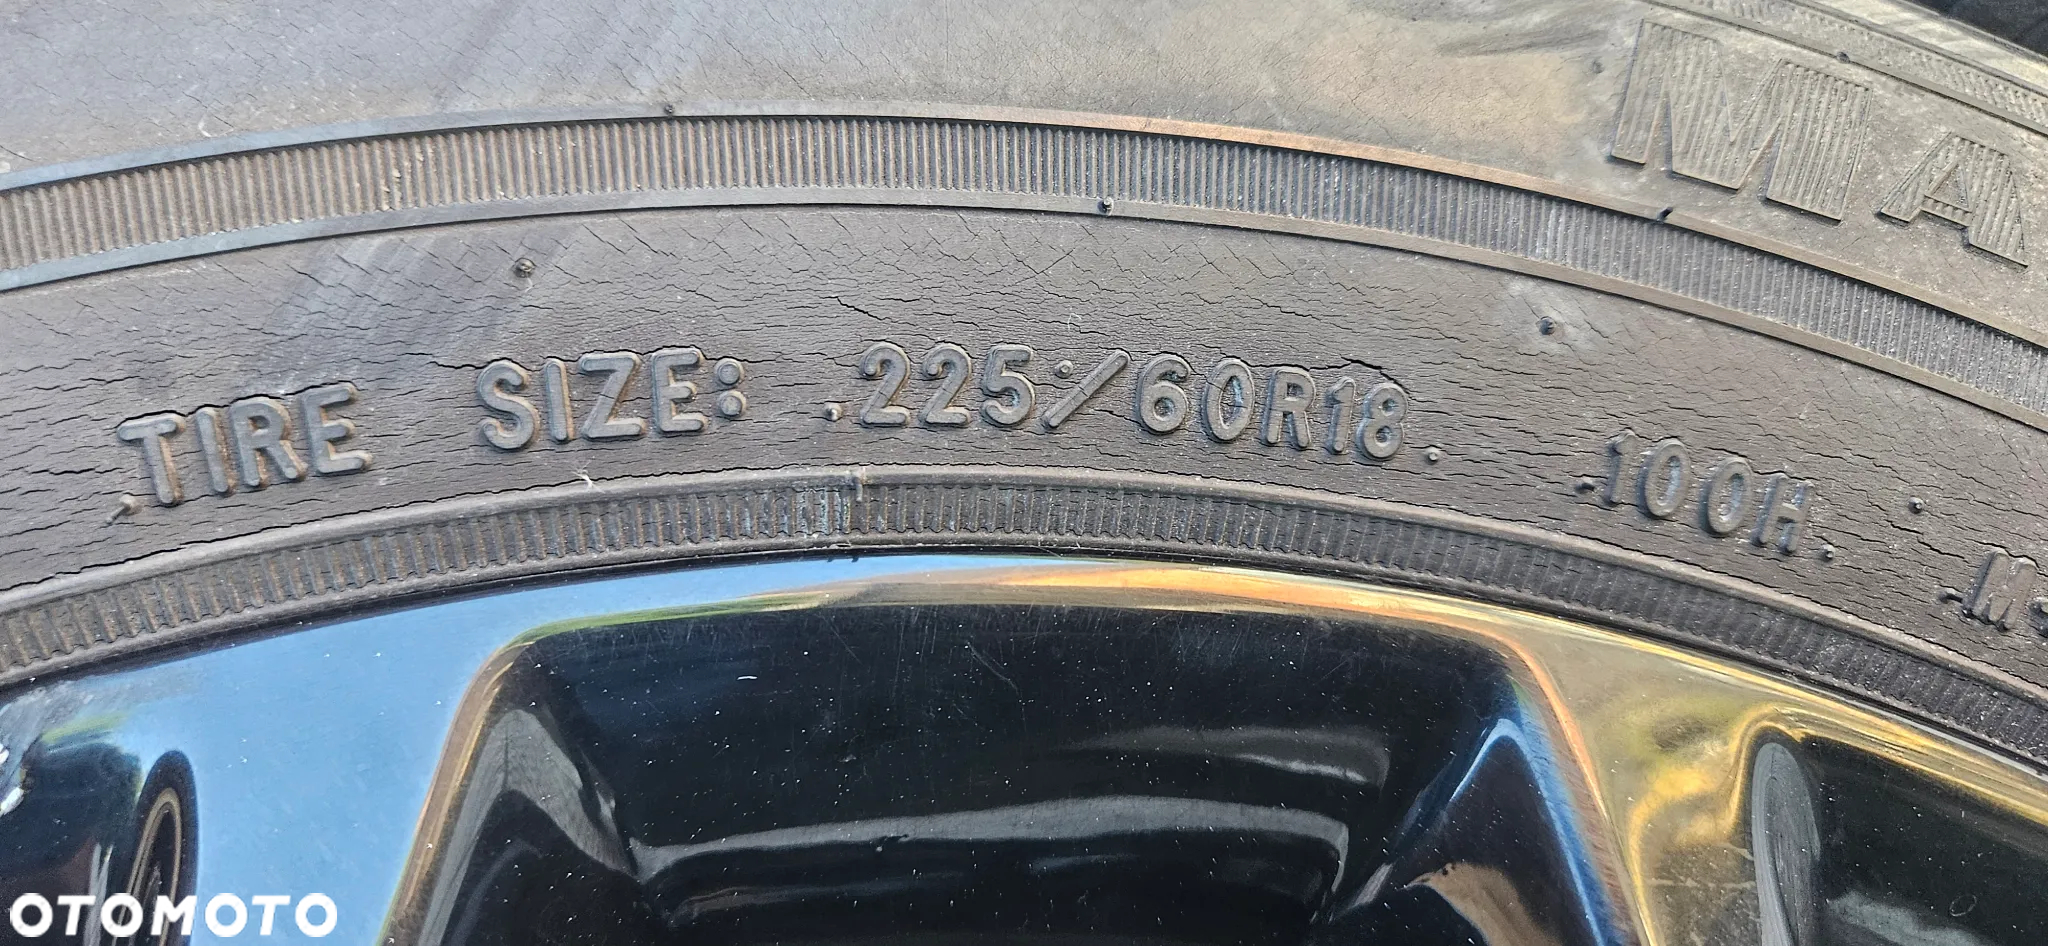 MA
TIRE SIZE: 225/60R18 100H M
OTOMOTO